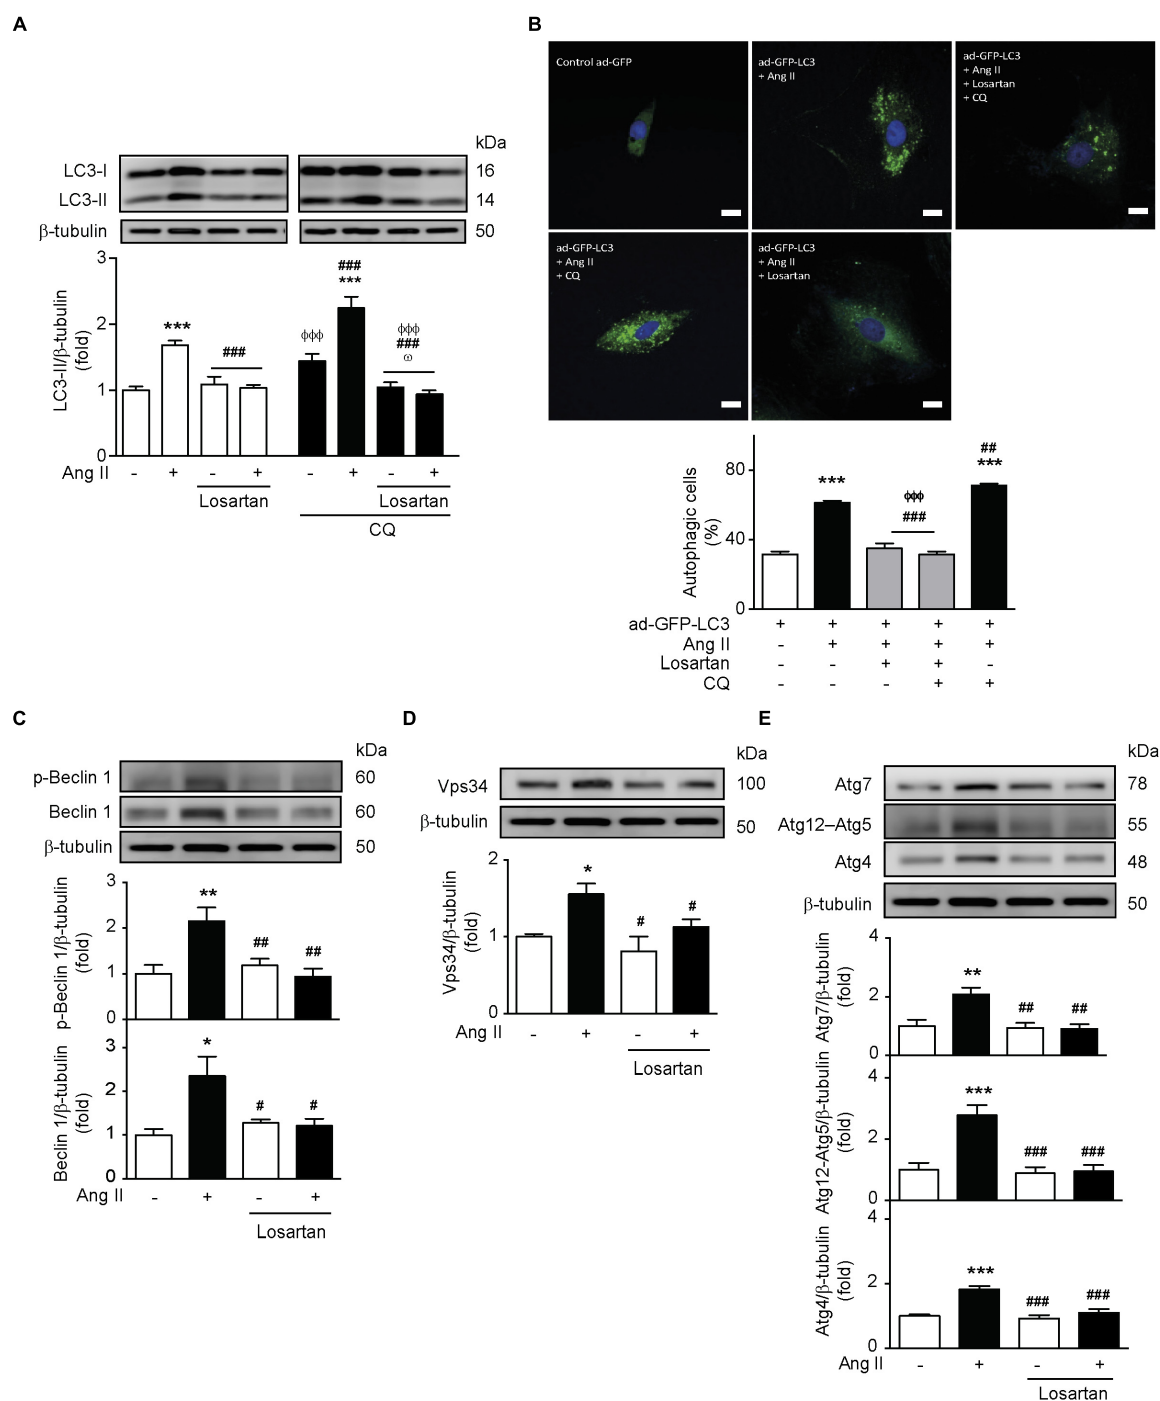 A
kDa
LC3-I
16
LC3-II
14
β-tubulin
50
LC3-II/β-tubulin
(fold)
3
2
1
0
***
###
ϕϕϕ
###
***
ϕϕϕ
###
ω
Ang II - + - + - + - +
Losartan
Losartan
CQ
B
Control ad-GFP
ad-GFP-LC3
+ Ang II
ad-GFP-LC3
+ Ang II
+ Losartan
+ CQ
ad-GFP-LC3
+ Ang II
+ CQ
ad-GFP-LC3
+ Ang II
+ Losartan
Autophagic cells
(%)
80
40
0
***
ϕϕϕ
###
##
***
ad-GFP-LC3 + + + + +
Ang II - + + + +
Losartan - - + + -
CQ - - - + +
C
kDa
p-Beclin 1
60
Beclin 1
60
β-tubulin
50
p-Beclin 1/β-tubulin
(fold)
3
2
1
0
**
##
##
Beclin 1/β-tubulin
(fold)
3
2
1
0
*
#
#
Ang II - + - +
Losartan
D
kDa
Vps34
100
β-tubulin
50
Vps34/β-tubulin
(fold)
2
1
0
*
#
#
Ang II - + - +
Losartan
E
kDa
Atg7
78
Atg12–Atg5
55
Atg4
48
β-tubulin
50
Atg7/β-tubulin
(fold)
4
2
0
**
##
##
Atg12-Atg5/β-tubulin
(fold)
4
2
0
***
###
###
Atg4/β-tubulin
(fold)
4
2
0
***
###
###
Ang II - + - +
Losartan